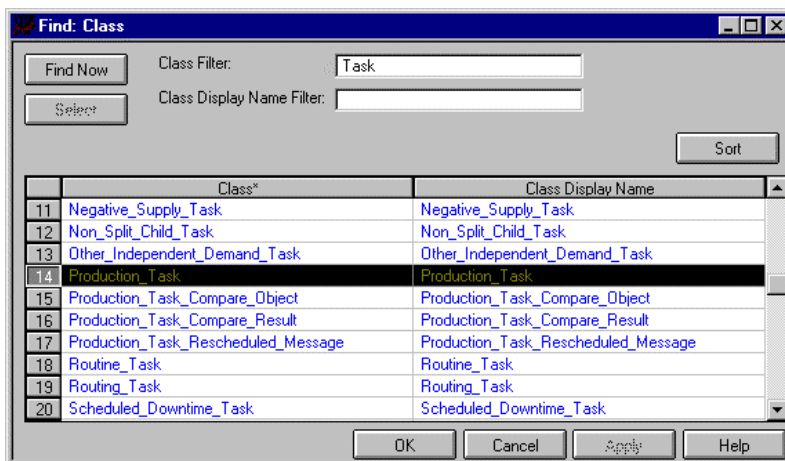 Find: Class
Find Now Class Filter: Task
Select Class Display Name Filter:
Sort
Class* Class Display Name
11 Negative_Supply_Task Negative_Supply_Task
12 Non_Split_Child_Task Non_Split_Child_Task
13 Other_Independent_Demand_Task Other_Independent_Demand_Task
14 Production_Task Production_Task
15 Production_Task_Compare_Object Production_Task_Compare_Object
16 Production_Task_Compare_Result Production_Task_Compare_Result
17 Production_Task_Rescheduled_Message Production_Task_Rescheduled_Message
18 Routine_Task Routine_Task
19 Routing_Task Routing_Task
20 Scheduled_Downtime_Task Scheduled_Downtime_Task
OK Cancel Apply Help